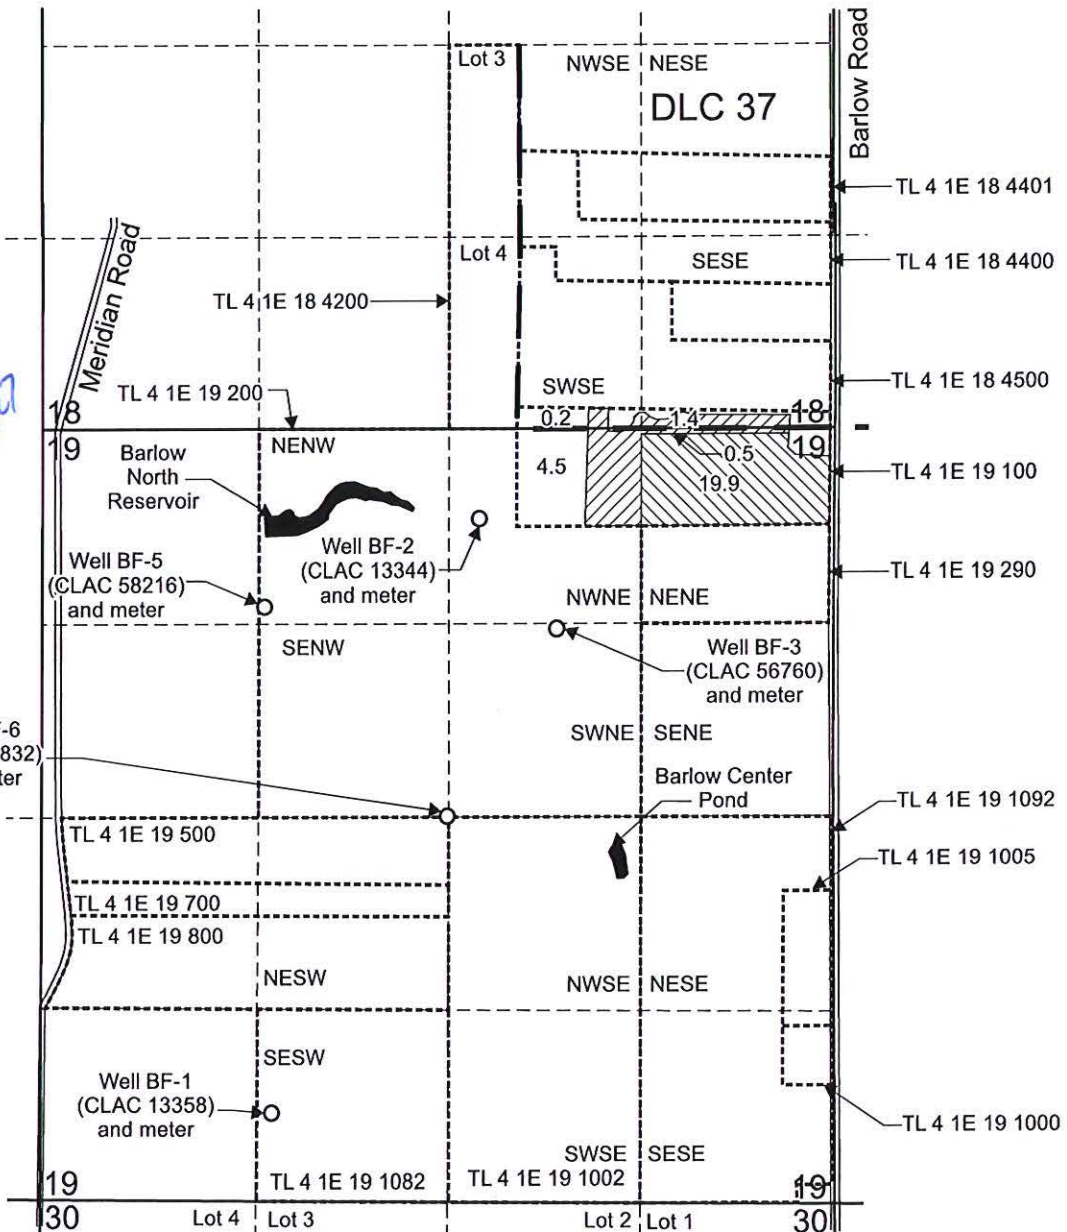 Lot 3
NWSE
NESE
DLC 37
Barlow Road
TL 4 1E 18 4401
Lot 4
SESE
TL 4 1E 18 4400
Meridian Road
TL 4 1E 18 4200
TL 4 1E 19 200
SWSE
TL 4 1E 18 4500
18
0.2
1.4
18
19
NENW
4.5
0.5
19
Barlow
North
Reservoir
19.9
TL 4 1E 19 100
Well BF-5
(CLAC 58216)
and meter
Well BF-2
(CLAC 13344)
and meter
NWNE
NENE
TL 4 1E 19 290
SENW
Well BF-3
(CLAC 56760)
and meter
-6
832)
ter
SWNE
SENE
Barlow Center
Pond
TL 4 1E 19 1092
TL 4 1E 19 500
TL 4 1E 19 1005
TL 4 1E 19 700
TL 4 1E 19 800
NESW
NWSE
NESE
SESW
Well BF-1
(CLAC 13358)
and meter
TL 4 1E 19 1000
SWSE
SESE
19
TL 4 1E 19 1082
TL 4 1E 19 1002
19
30
Lot 4
Lot 3
Lot 2
Lot 1
30